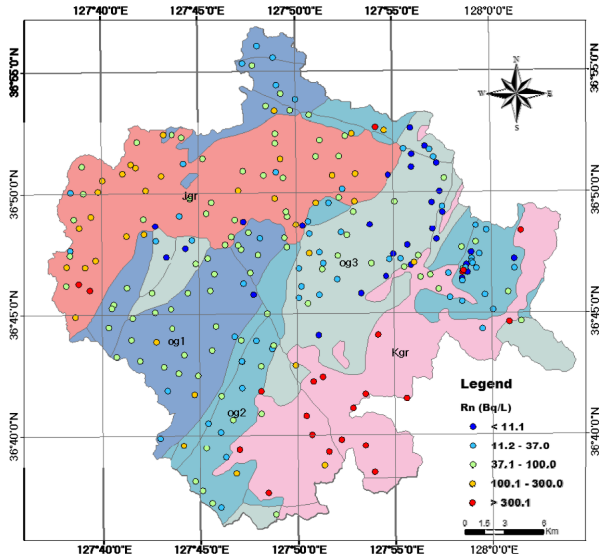 127°40'0"E 127°45'0"E 127°50'0"E 127°55'0"E 128°0'0"E
36°55'0"N
36°50'0"N
36°45'0"N
36°40'0"N
N
W E
S
Jgr
og3
og1
Kgr
og2
Legend
Rn (Bq/L)
< 11.1
11.2 - 37.0
37.1 - 100.0
100.1 - 300.0
> 300.1
0 1.5 3 6
Km
36°55'0"N
36°50'0"N
36°45'0"N
36°40'0"N
127°40'0"E 127°45'0"E 127°50'0"E 127°55'0"E 128°0'0"E